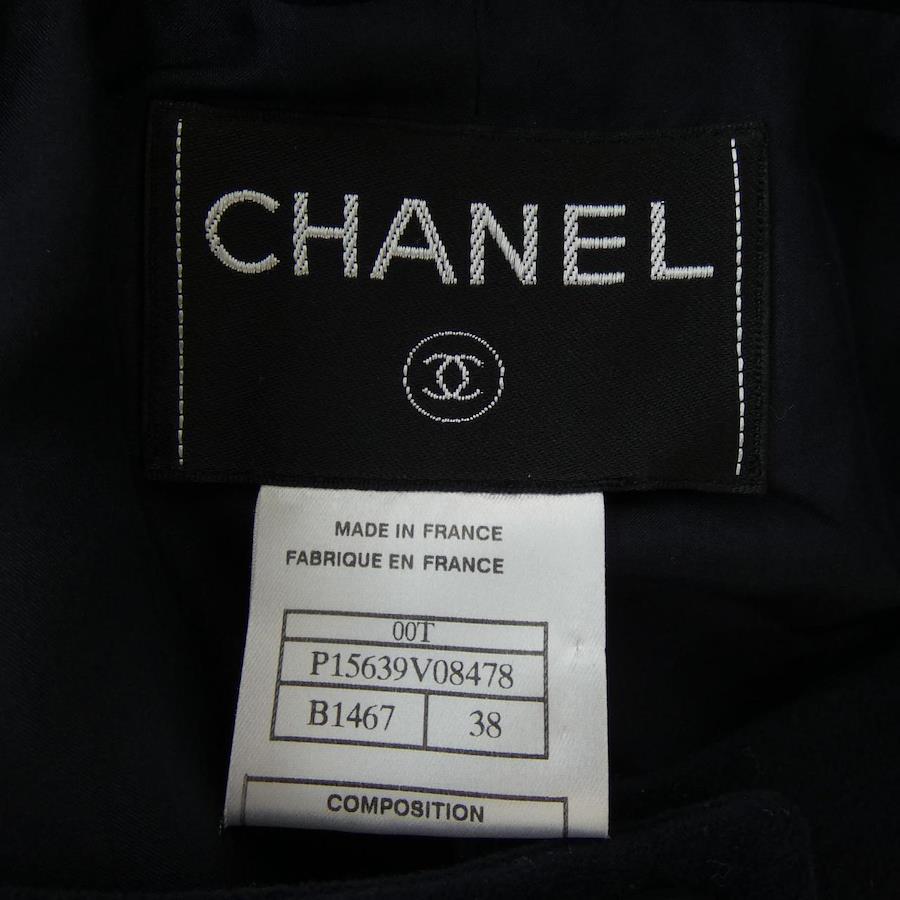 CHANEL
MADE IN FRANCE
FABRIQUE EN FRANCE
00T
P15639V08478
B1467 38
COMPOSITION